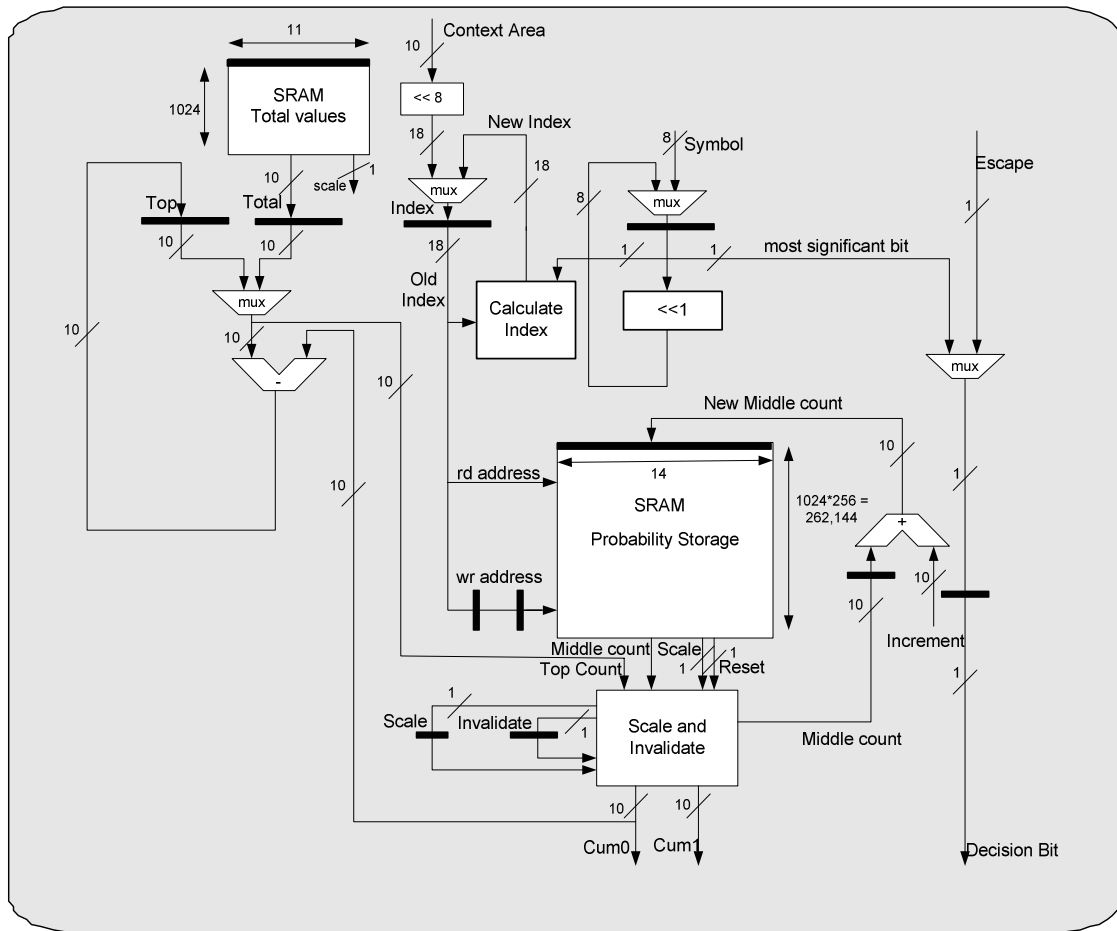 11
10
Context Area
1024
SRAM
Total values
<< 8
18
New Index
18
8
Symbol
Escape
10
scale
1
mux
8
mux
Top
Total
Index
1
10
10
18
1
1
most significant bit
Old
Index
mux
Calculate
Index
<<1
10
10
mux
-
10
New Middle count
10
rd address
14
10
1
SRAM
Probability Storage
1024*256 =
262,144
+
wr address
10
10
Increment
Middle count
Scale
1
1
Reset
Top Count
1
1
Scale
Invalidate
1
Scale and
Invalidate
Middle count
10
10
Cum0
Cum1
Decision Bit